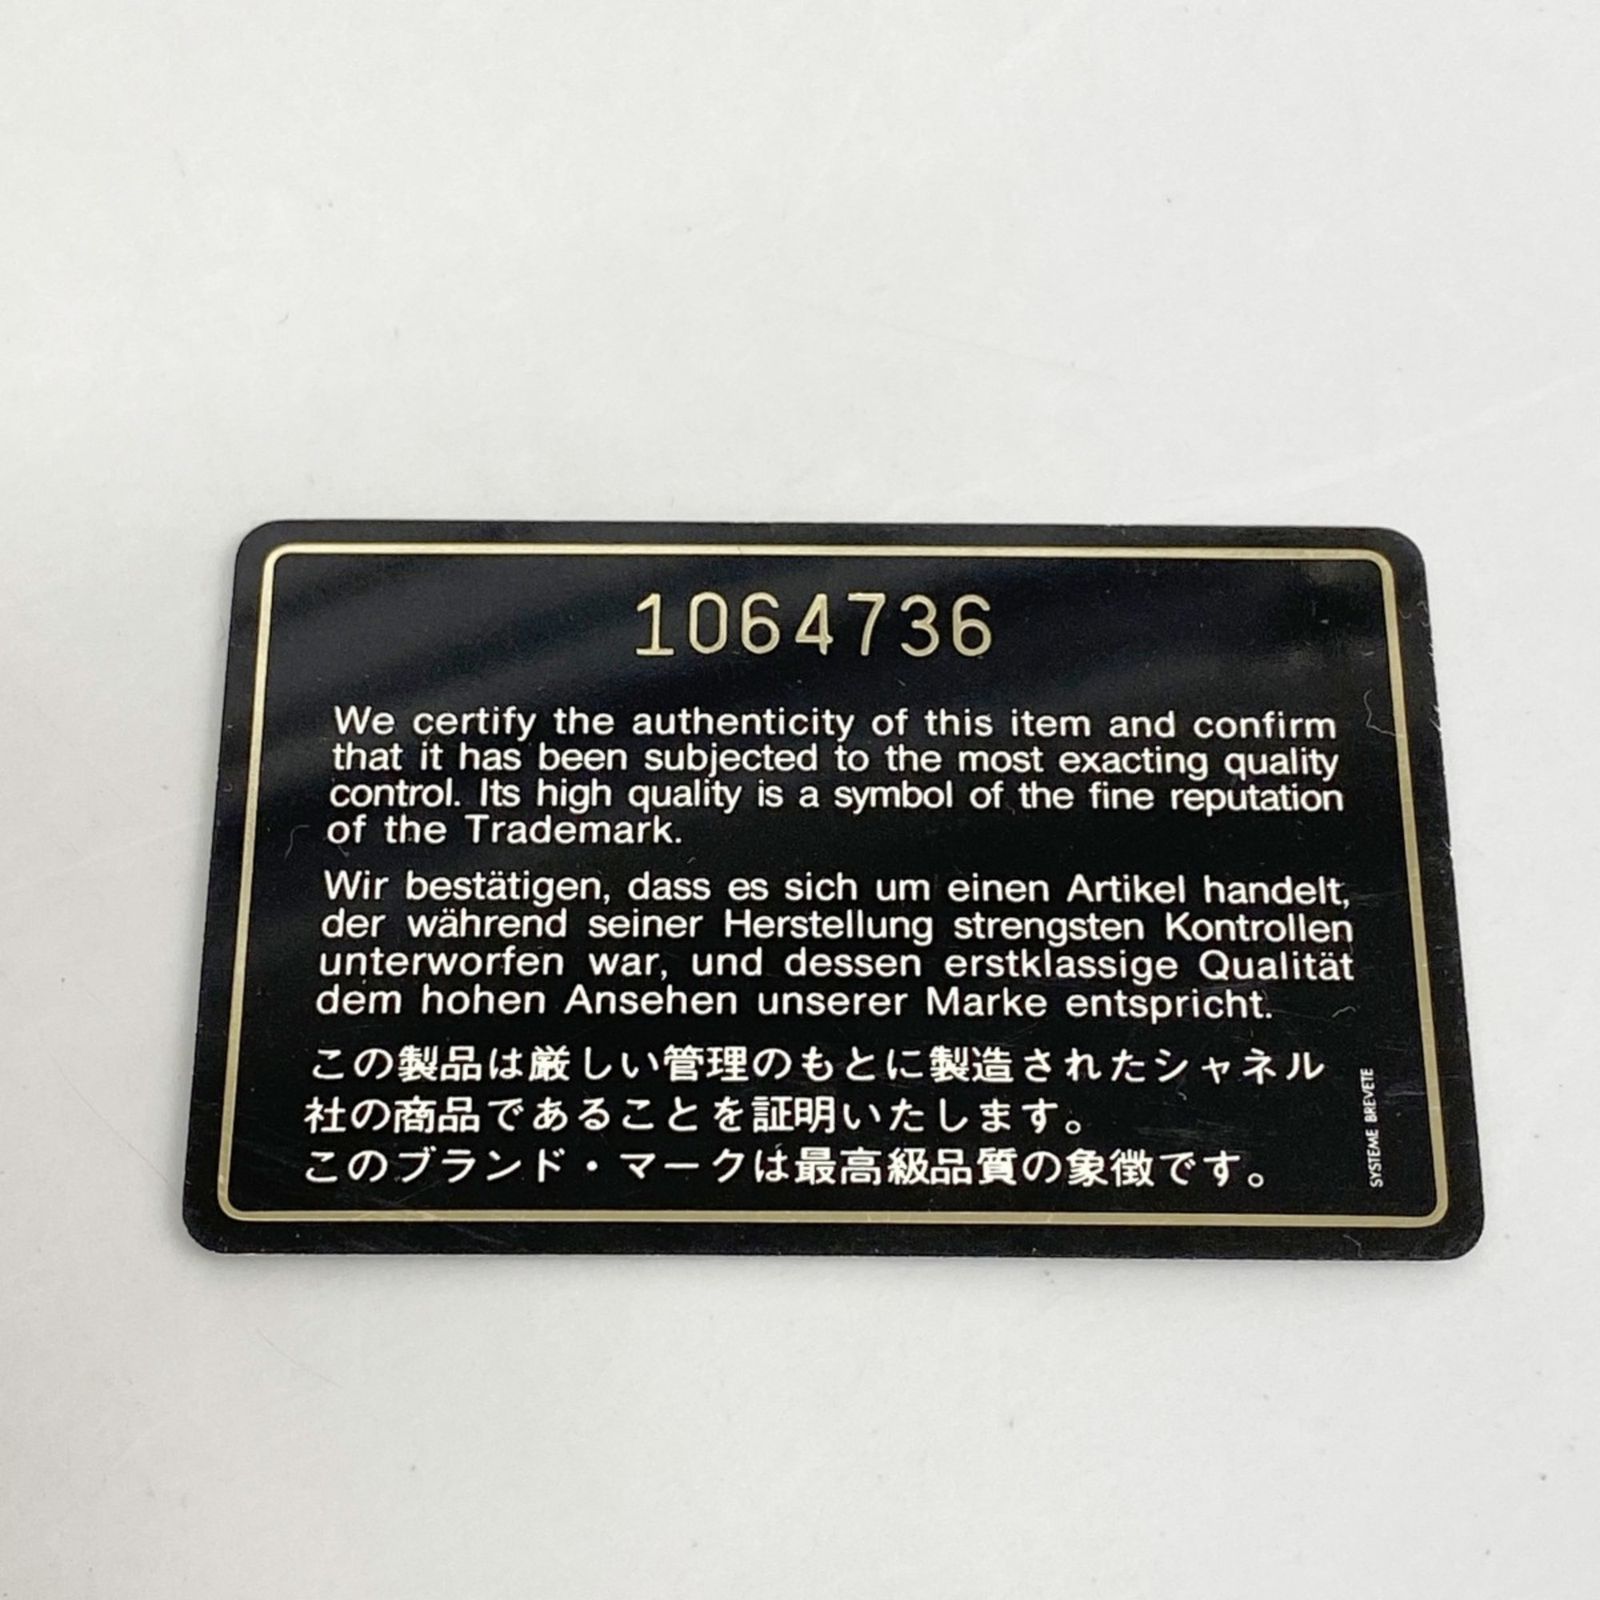 1064736
We certify the authenticity of this item and confirm
that it has been subjected to the most exacting quality
control. Its high quality is a symbol of the fine reputation
of the Trademark.
Wir bestätigen, dass es sich um einen Artikel handelt,
der während seiner Herstellung strengsten Kontrollen
unterworfen war, und dessen erstklassige Qualität
dem hohen Ansehen unserer Marke entspricht.
この製品は厳しい管理のもとに製造されたシャネル
社の商品であることを証明いたします。
このブランド・マークは最高級品質の象徴です。
SYSTEME BREVETE